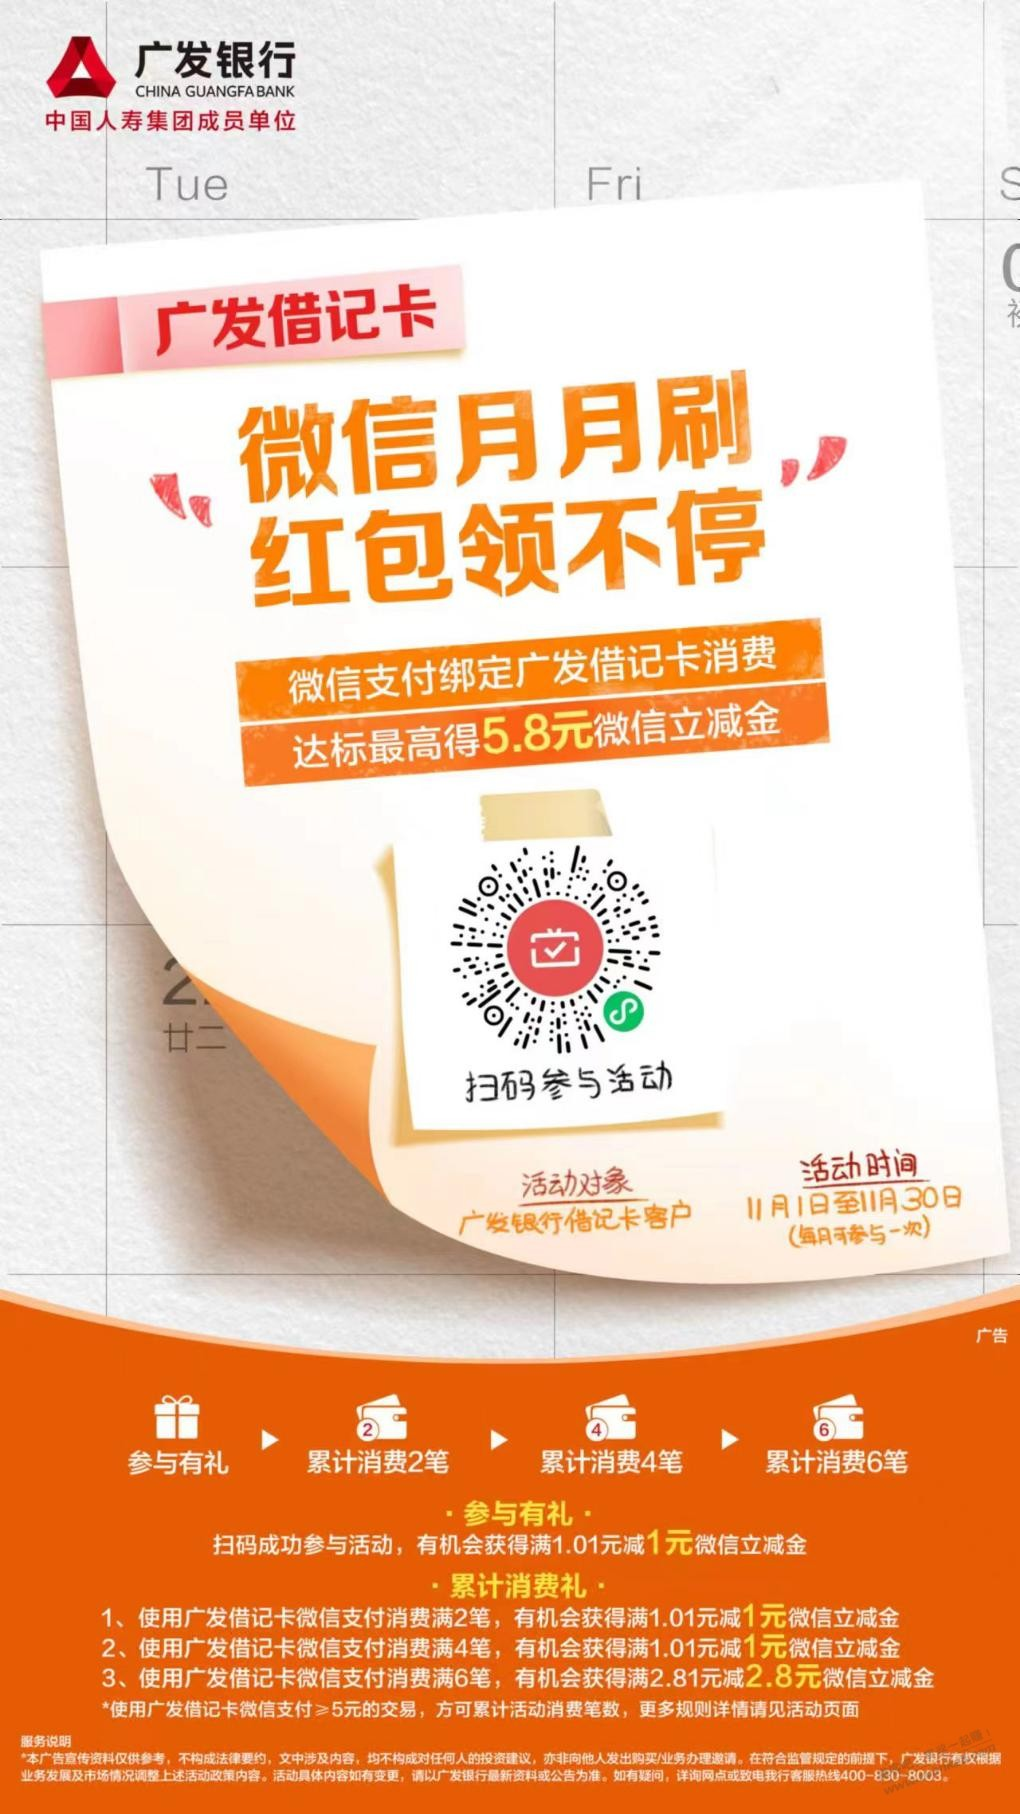 广发银行
CHINA GUANGFA BANK
中国人寿集团成员单位
Tue
Fri
S
广发借记卡
微信月月刷
红包领不停
微信支付绑定广发借记卡消费
达标最高得5.8元微信立减金
廿二
扫码参与活动
活动对象
广发银行借记卡客户
活动时间
11月1日至11月30日
(每月可参与一次)
广告
2
4
6
参与有礼
累计消费2笔
累计消费4笔
累计消费6笔
·参与有礼·
扫码成功参与活动，有机会获得满1.01元减1元微信立减金
·累计消费礼·
1、使用广发借记卡微信支付消费满2笔，有机会获得满1.01元减1元微信立减金
2、使用广发借记卡微信支付消费满4笔，有机会获得满1.01元减1元微信立减金
3、使用广发借记卡微信支付消费满6笔，有机会获得满2.81元减2.8元微信立减金
*使用广发借记卡微信支付≥5元的交易，方可累计活动消费笔数，更多规则详情请见活动页面
服务说明
*本广告宣传资料仅供参考，不构成法律要约，文中涉及内容，均不构成对任何人的投资建议，亦非向他人发出购买/业务办理邀请。在符合监管规定的前提下，广发银行有权根据
业务发展及市场情况调整上述活动政策内容。活动具体内容如有变更，请以广发银行最新资料或公告为准。如有疑问，详询网点或致电我行客服热线400-830-8003。